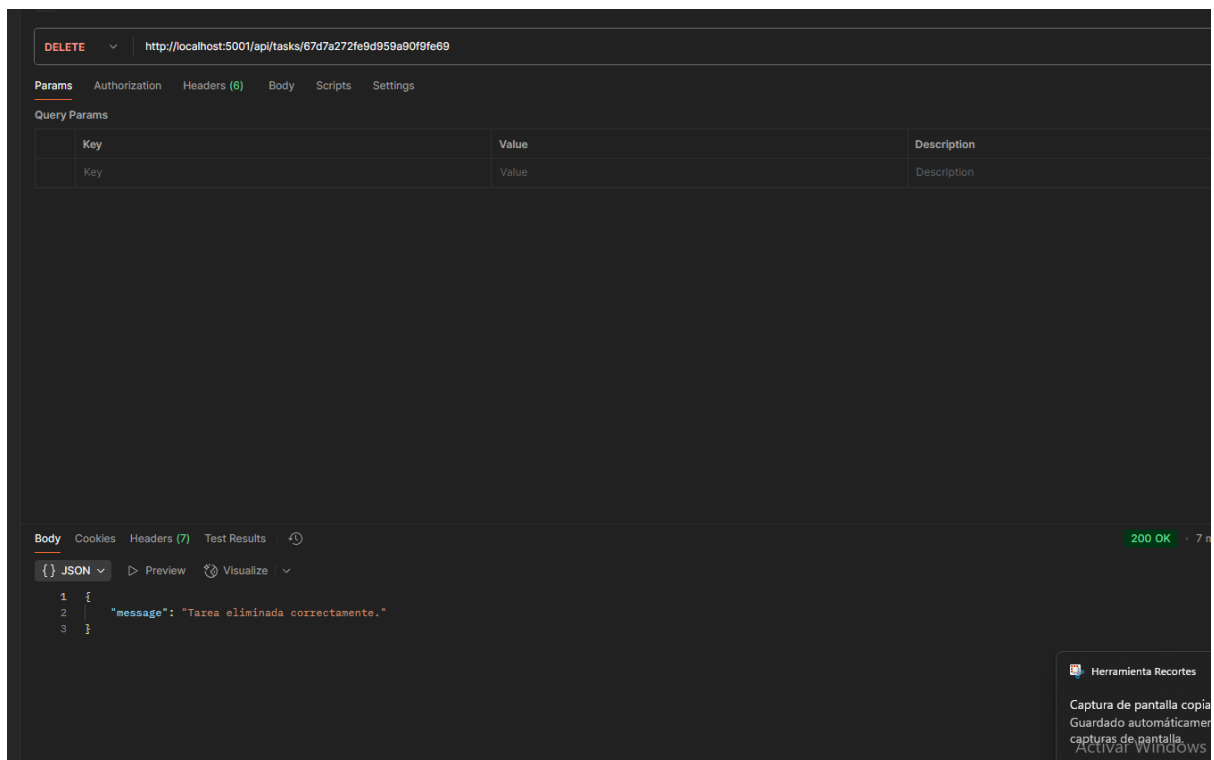 DELETE http://localhost:5001/api/tasks/67d7a272fe9d959a90f9fe69
Params Authorization Headers (6) Body Scripts Settings
Query Params
Key Value Description
Key Value Description
Body Cookies Headers (7) Test Results 200 OK • 7 m
{} JSON Preview Visualize
1 {
2 "message": "Tarea eliminada correctamente."
3 }
Herramienta Recortes
Captura de pantalla copia
Guardado automáticamen
capturas de pantalla.
Activar Windows